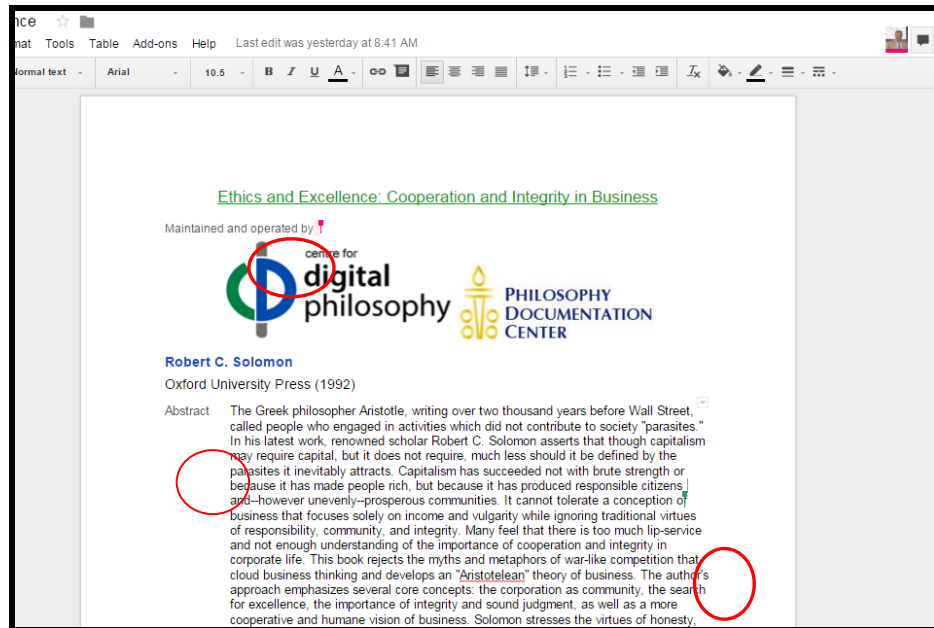 nce
mat Tools Table Add-ons Help Last edit was yesterday at 8:41 AM
Normal text Arial 10.5 B I U A
Ethics and Excellence: Cooperation and Integrity in Business
Maintained and operated by
centre for
digital
philosophy
PHILOSOPHY
DOCUMENTATION
CENTER
Robert C. Solomon
Oxford University Press (1992)
Abstract The Greek philosopher Aristotle, writing over two thousand years before Wall Street,
called people who engaged in activities which did not contribute to society "parasites."
In his latest work, renowned scholar Robert C. Solomon asserts that though capitalism
may require capital, but it does not require, much less should it be defined by the
parasites it inevitably attracts. Capitalism has succeeded not with brute strength or
because it has made people rich, but because it has produced responsible citizens
and--however unevenly--prosperous communities. It cannot tolerate a conception of
business that focuses solely on income and vulgarity while ignoring traditional virtues
of responsibility, community, and integrity. Many feel that there is too much lip-service
and not enough understanding of the importance of cooperation and integrity in
corporate life. This book rejects the myths and metaphors of war-like competition that
cloud business thinking and develops an "Aristotelean" theory of business. The author's
approach emphasizes several core concepts: the corporation as community, the search
for excellence, the importance of integrity and sound judgment, as well as a more
cooperative and humane vision of business. Solomon stresses the virtues of honesty,